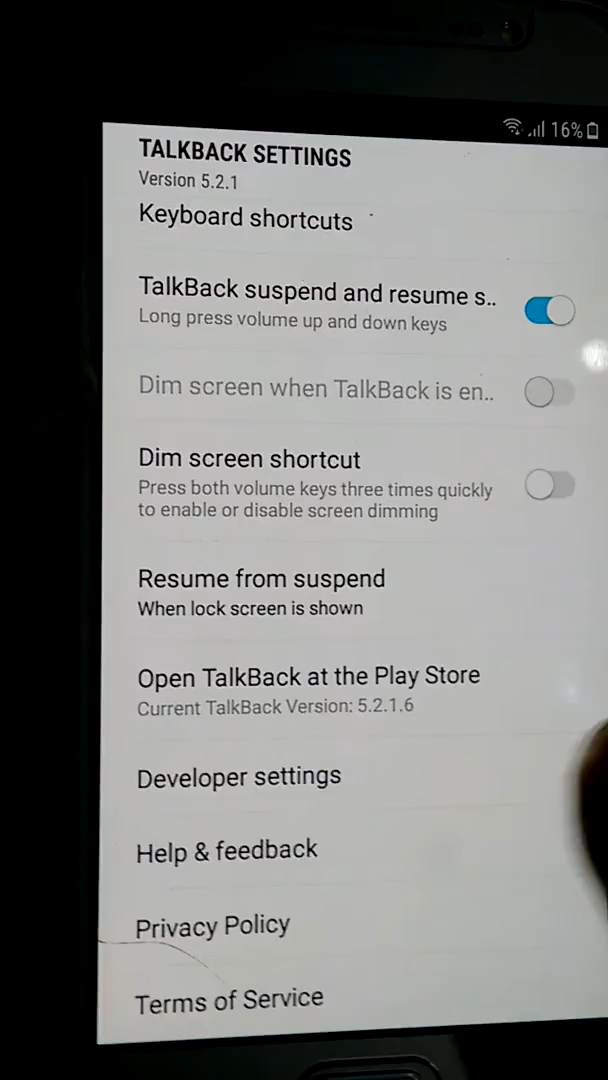 16%
TALKBACK SETTINGS
Version 5.2.1
Keyboard shortcuts
TalkBack suspend and resume s..
Long press volume up and down keys
Dim screen when TalkBack is en..
Dim screen shortcut
Press both volume keys three times quickly
to enable or disable screen dimming
Resume from suspend
When lock screen is shown
Open TalkBack at the Play Store
Current TalkBack Version: 5.2.1.6
Developer settings
Help & feedback
Privacy Policy
Terms of Service